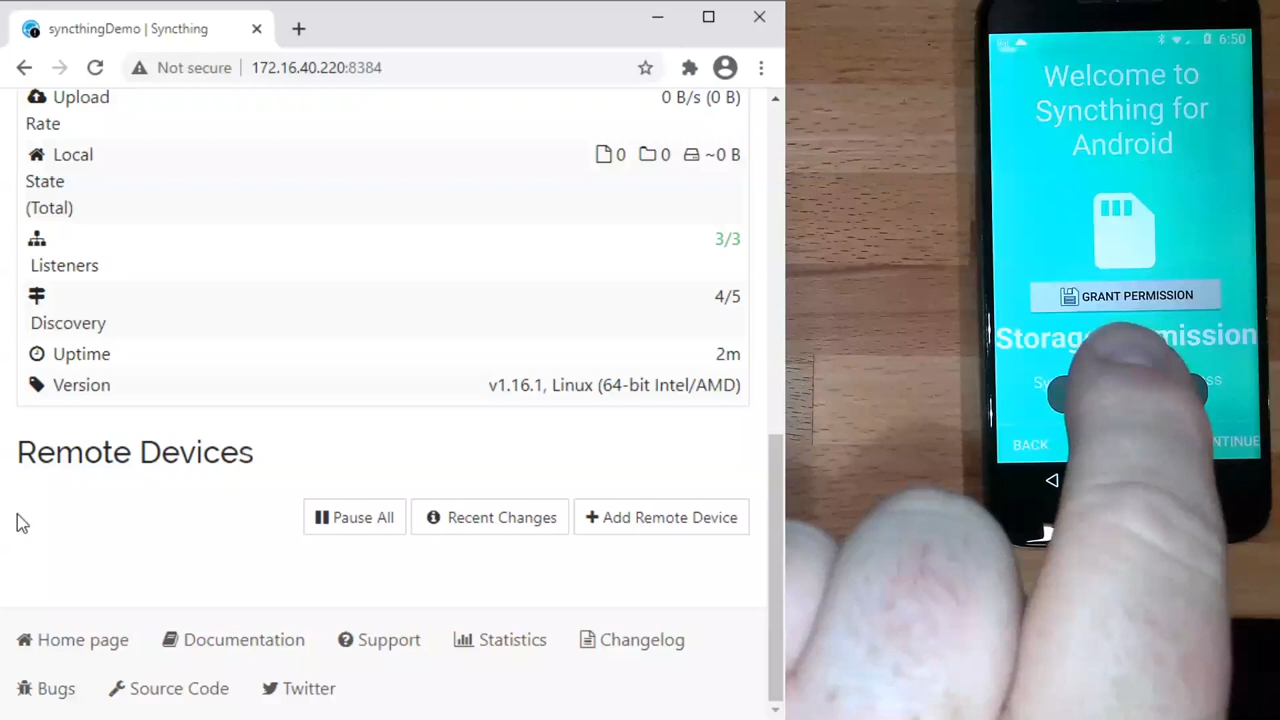 syncthingDemo | Syncthing
Not secure
172.16.40.220:8384
Upload
Rate
0 B/s (0 B)
Local
State
(Total)
0
0
~0 B
Listeners
3/3
Discovery
4/5
Uptime
2m
Version
v1.16.1, Linux (64-bit Intel/AMD)
Remote Devices
Pause All
Recent Changes
Add Remote Device
Home page
Documentation
Support
Statistics
Changelog
Bugs
Source Code
Twitter
6:50
Welcome to
Syncthing for
Android
GRANT PERMISSION
BACK